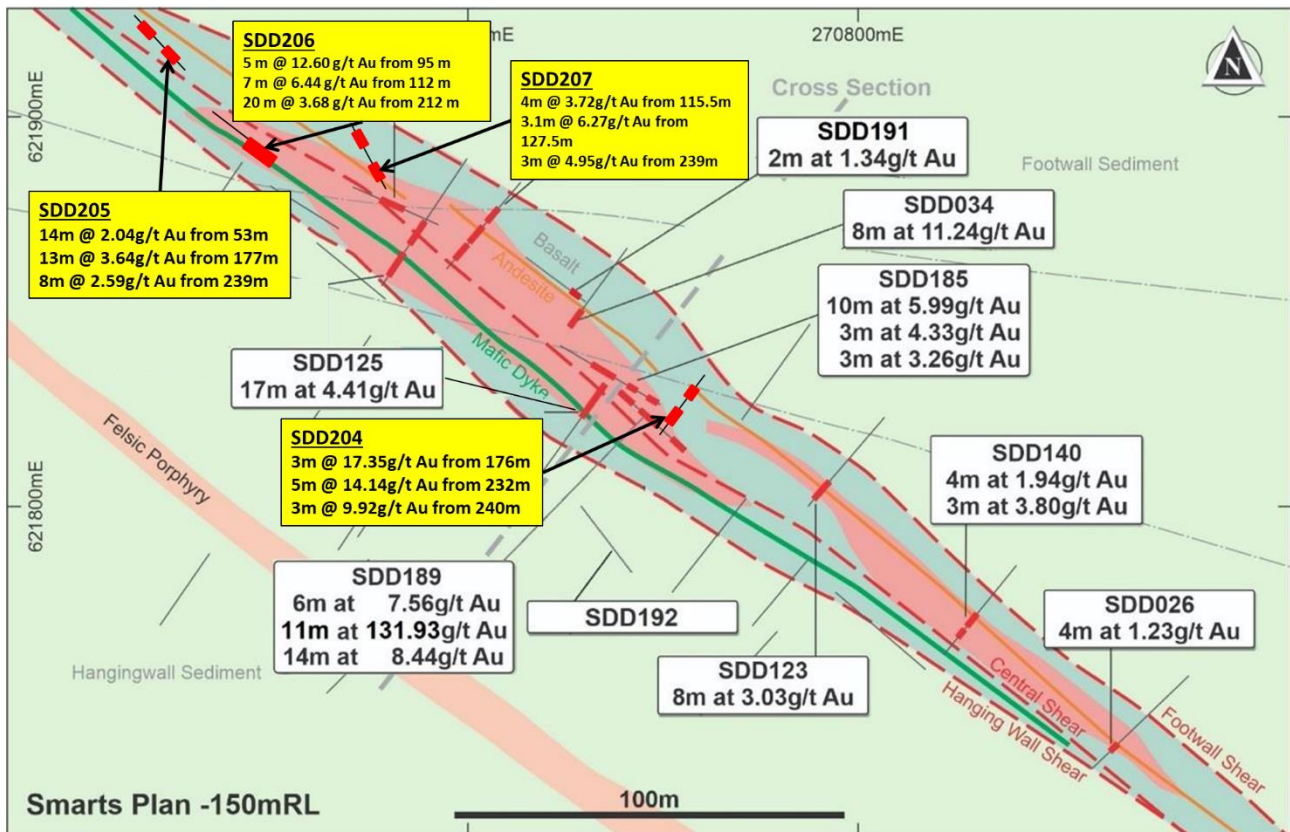 SDD206
5 m @ 12.60 g/t Au from 95 m
7 m @ 6.44 g/t Au from 112 m
20 m @ 3.68 g/t Au from 212 m
mE
270800mE
N
SDD207
4m @ 3.72g/t Au from 115.5m
3.1m @ 6.27g/t Au from
127.5m
3m @ 4.95g/t Au from 239m
Cross Section
621900mE
SDD191
2m at 1.34g/t Au
Footwall Sediment
SDD205
14m @ 2.04g/t Au from 53m
13m @ 3.64g/t Au from 177m
8m @ 2.59g/t Au from 239m
SDD034
8m at 11.24g/t Au
Basalt
Andesite
SDD185
10m at 5.99g/t Au
3m at 4.33g/t Au
3m at 3.26g/t Au
Mafic Dyke
SDD125
17m at 4.41g/t Au
Felsic Porphyry
SDD204
3m @ 17.35g/t Au from 176m
5m @ 14.14g/t Au from 232m
3m @ 9.92g/t Au from 240m
SDD140
4m at 1.94g/t Au
3m at 3.80g/t Au
621800mE
SDD189
6m at 7.56g/t Au
11m at 131.93g/t Au
14m at 8.44g/t Au
SDD192
SDD026
4m at 1.23g/t Au
Hangingwall Sediment
SDD123
8m at 3.03g/t Au
Central Shear
Hanging Wall Shear
Footwall Shear
Smarts Plan -150mRL
100m